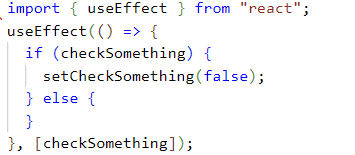 import { useEffect } from "react";
useEffect(() => {
  if (checkSomething) {
    setCheckSomething(false);
  } else {
  }
}, [checkSomething]);